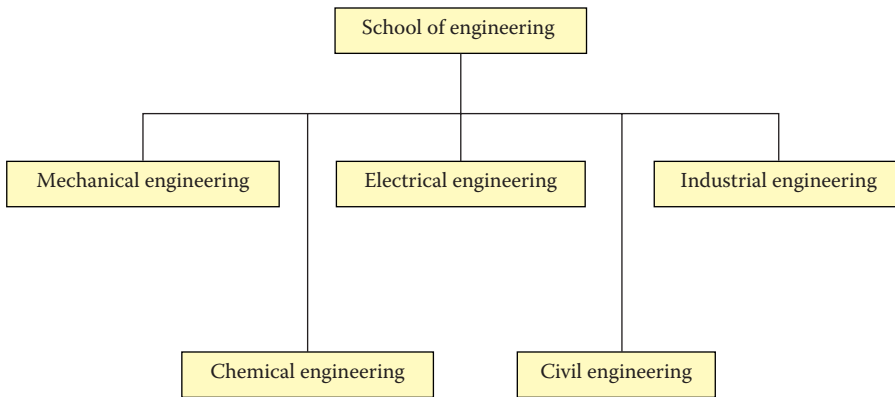 School of engineering
Mechanical engineering
Electrical engineering
Industrial engineering
Chemical engineering
Civil engineering